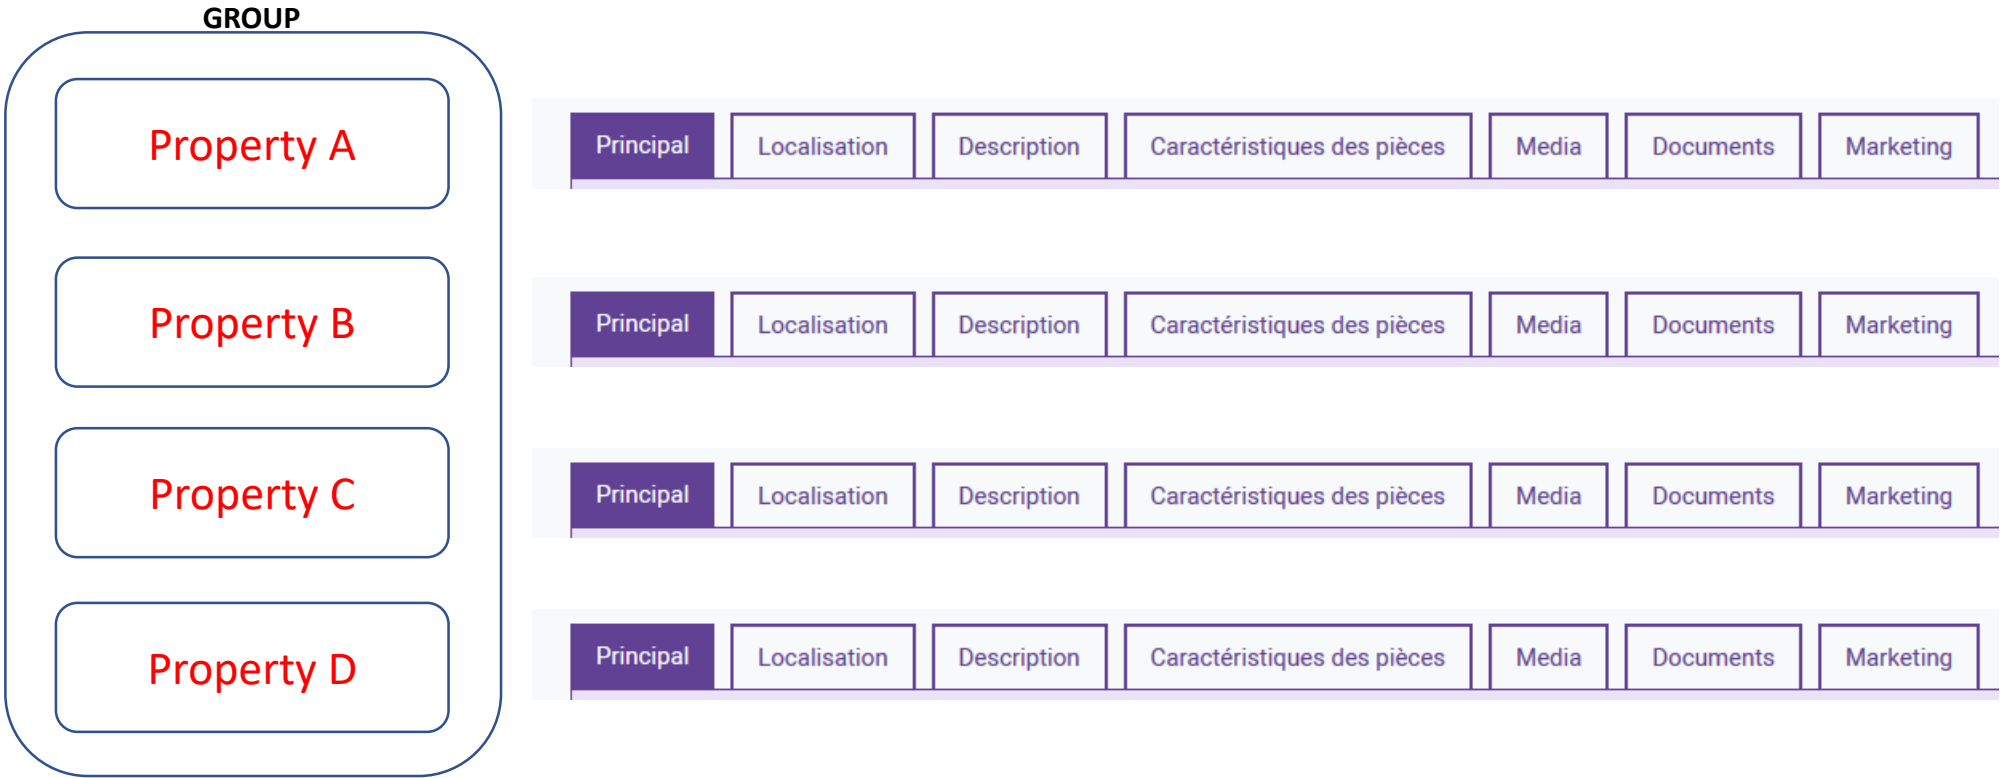 GROUP
Property A
Principal Localisation Description Caractéristiques des pièces Media Documents Marketing
Property B
Principal Localisation Description Caractéristiques des pièces Media Documents Marketing
Property C
Principal Localisation Description Caractéristiques des pièces Media Documents Marketing
Property D
Principal Localisation Description Caractéristiques des pièces Media Documents Marketing